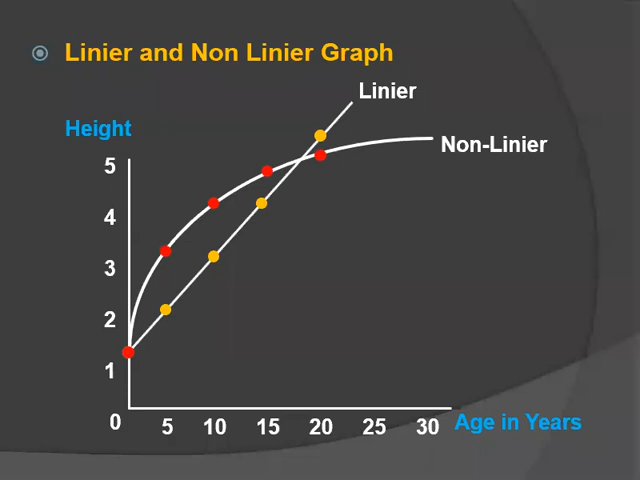 Linier and Non Linier Graph
Linier
Height
Non-Linier
5
4
3
2
1
0
5 10 15 20 25 30
Age in Years